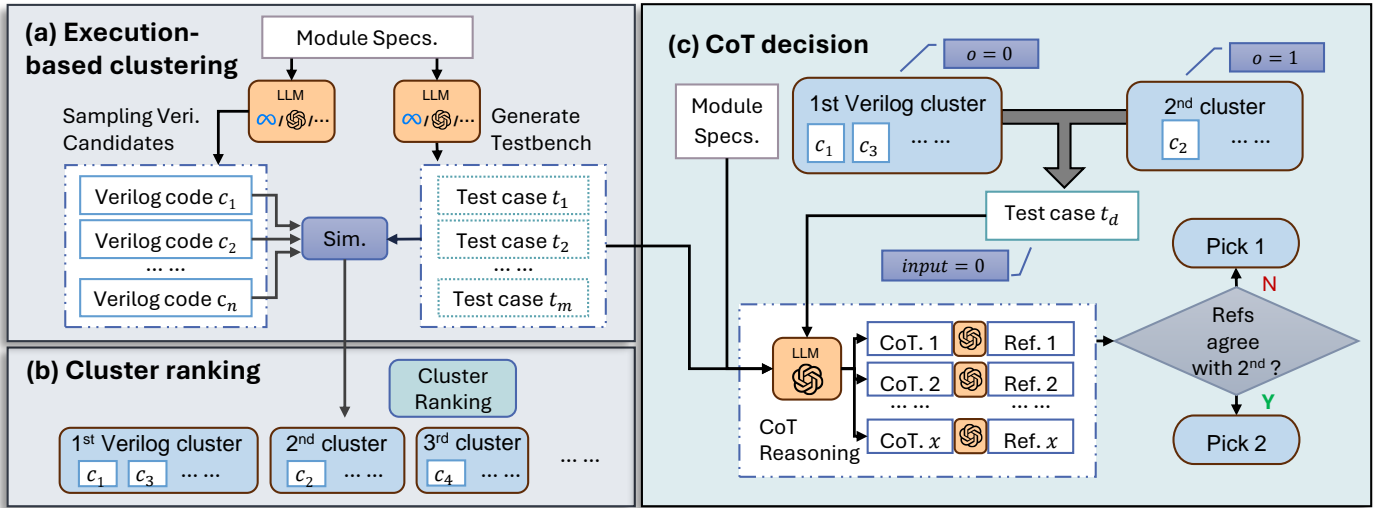 (a) Execution-
based clustering
Module Specs.
LLM
/ / ...
LLM
/ / ...
Sampling Veri.
Candidates
Generate
Testbench
Verilog code c₁
Verilog code c₂
... ...
Verilog code cₙ
Sim.
Test case t₁
Test case t₂
... ...
Test case tₘ
(b) Cluster ranking
Cluster
Ranking
1st Verilog cluster
c₁ c₃ ... ...
2nd cluster
c₂ ... ...
3rd cluster
c₄ ... ...
... ...
(c) CoT decision
o = 0
o = 1
Module
Specs.
1st Verilog cluster
c₁ c₃ ... ...
2nd cluster
c₂ ... ...
Test case t_d
input = 0
LLM
CoT
Reasoning
CoT. 1 Ref. 1
CoT. 2 Ref. 2
... ... ... ...
CoT. x Ref. x
Pick 1
N
Refs
agree
with 2nd ?
Y
Pick 2